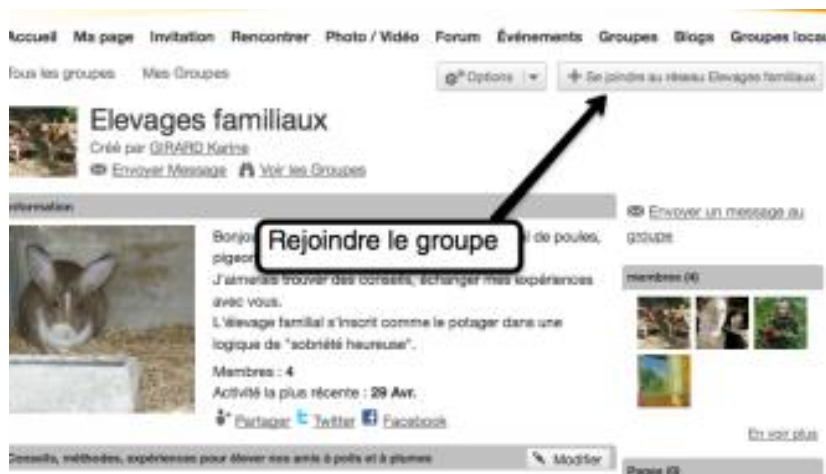 Accueil Ma page Invitation Rencontrer Photo / Vidéo Forum Événements Groupes Blogs Groupes locau
Tous les groupes Mes Groupes
Options
+ Se joindre au réseau Elevages familiaux
Elevages familiaux
Créé par GIRARD Karine
Envoyer Message Voir les Groupes
Information
Envoyer un message au
groupe
Rejoindre le groupe
Bonjo
de poules,
pigeon
J'aimerais trouver des conseils, échanger mes expériences
avec vous.
L'élevage familial s'inscrit comme le potager dans une
logique de "sobriété heureuse".
Membres : 4
Activité la plus récente : 29 Avr.
Partager Twitter Facebook
membres (4)
En voir plus
Conseils, méthodes, expériences pour élever nos amis à poils et à plumes
Modifier
Pages (0)